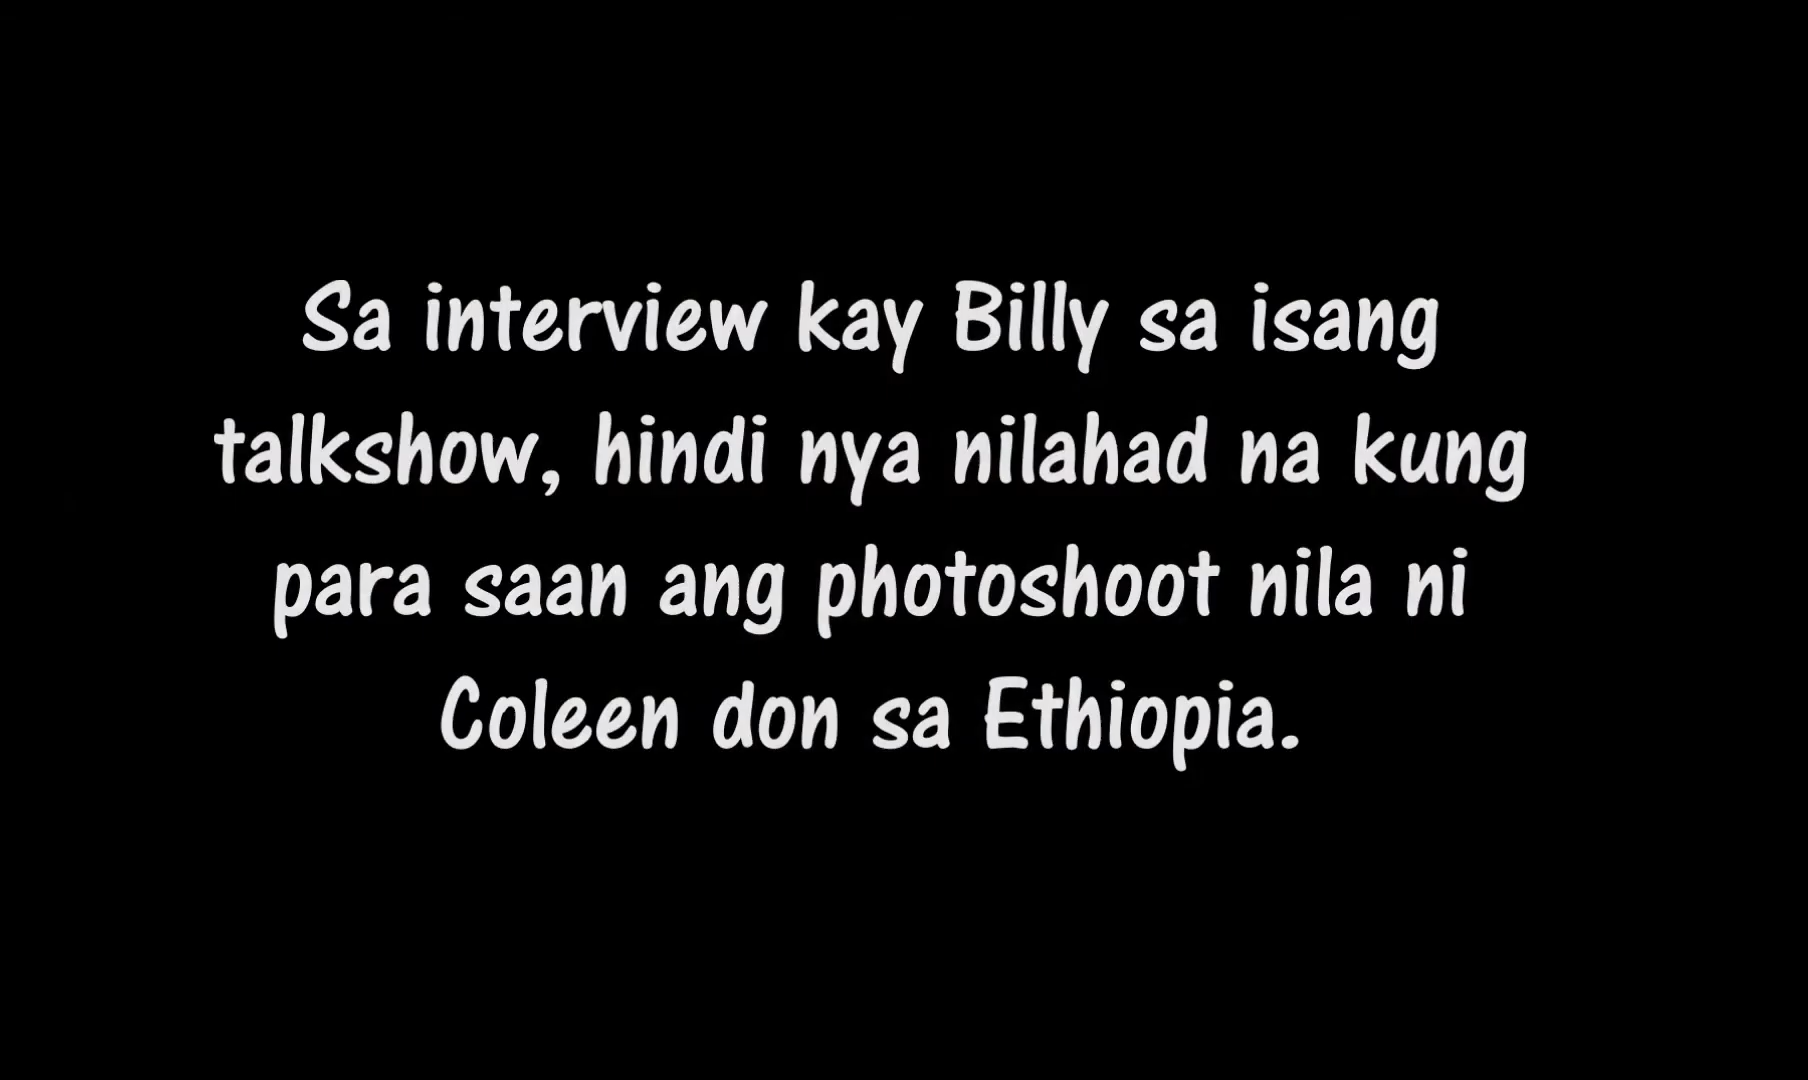 Sa interview kay Billy sa isang
talkshow, hindi nya nilahad na kung
para saan ang photoshoot nila ni
Coleen don sa Ethiopia.